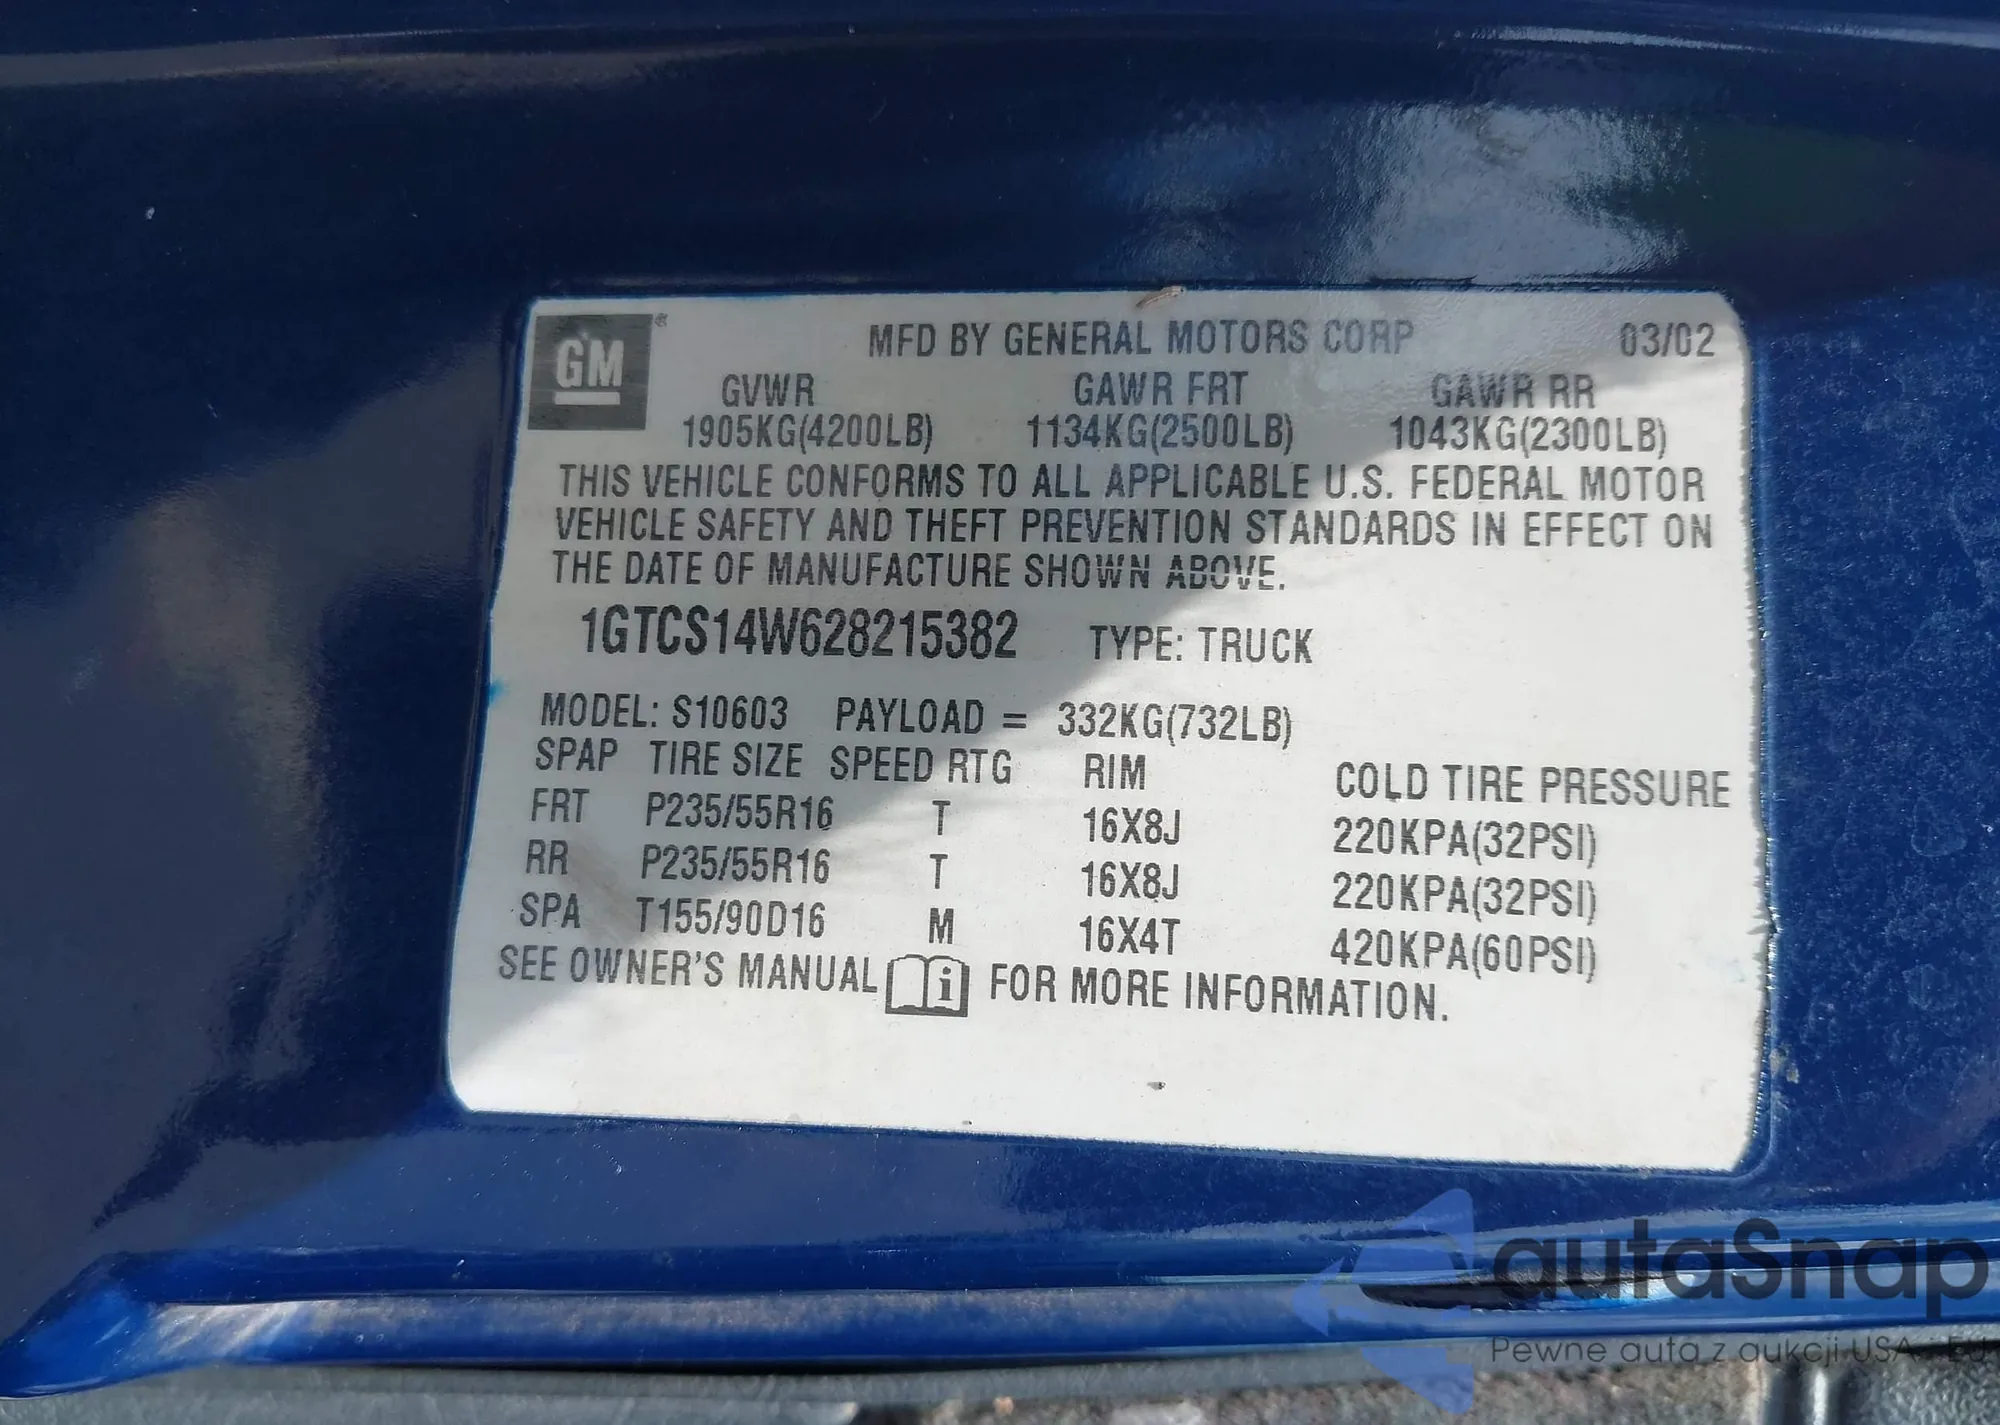 GM ® MFD BY GENERAL MOTORS CORP 03/02
GVWR GAWR FRT GAWR RR
1905KG(4200LB) 1134KG(2500LB) 1043KG(2300LB)
THIS VEHICLE CONFORMS TO ALL APPLICABLE U.S. FEDERAL MOTOR
VEHICLE SAFETY AND THEFT PREVENTION STANDARDS IN EFFECT ON
THE DATE OF MANUFACTURE SHOWN ABOVE.
1GTCS14W628215382 TYPE: TRUCK
MODEL: S10603 PAYLOAD = 332KG(732LB)
SPAP TIRE SIZE SPEED RTG RIM COLD TIRE PRESSURE
FRT P235/55R16 T 16X8J 220KPA(32PSI)
RR P235/55R16 T 16X8J 220KPA(32PSI)
SPA T155/90D16 M 16X4T 420KPA(60PSI)
SEE OWNER'S MANUAL i FOR MORE INFORMATION.
autaSnap
Pewne auta z aukcji USA i EU